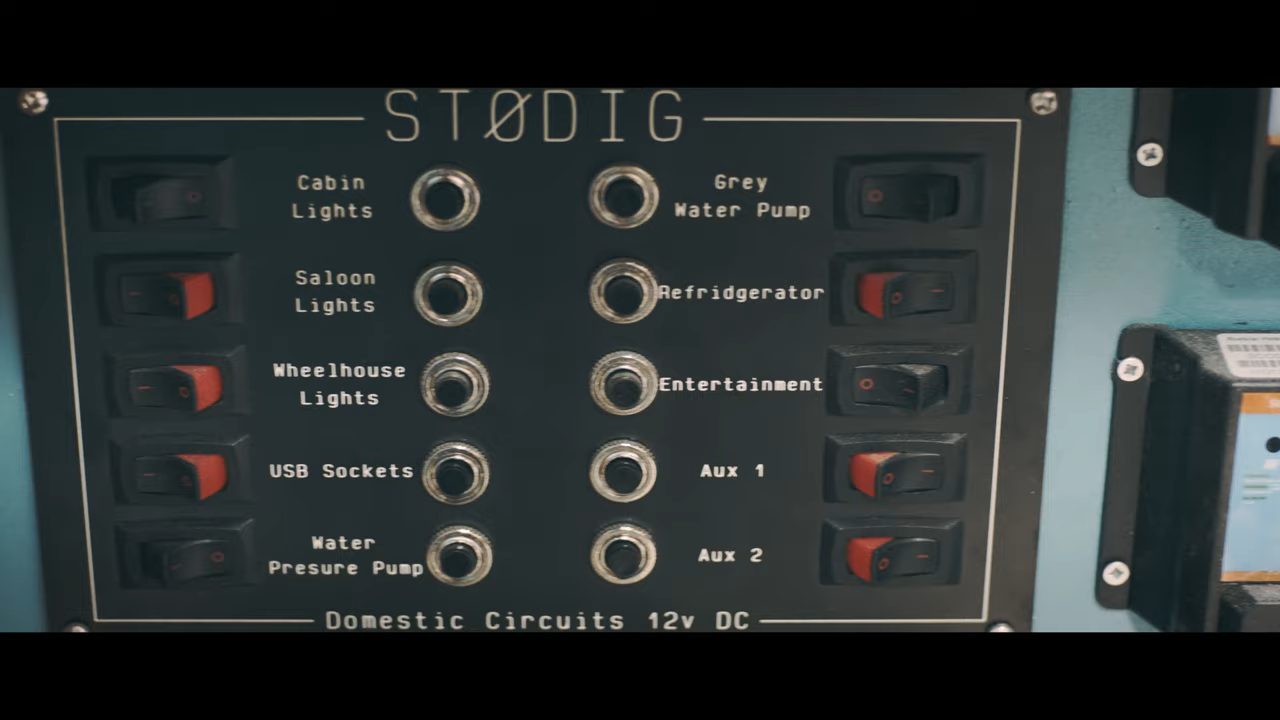 STØDIG
Cabin
Lights
Grey
Water Pump
Saloon
Lights
Refridgerator
Wheelhouse
Lights
Entertainment
USB Sockets
Aux 1
Water
Presure Pump
Aux 2
Domestic Circuits 12v DC